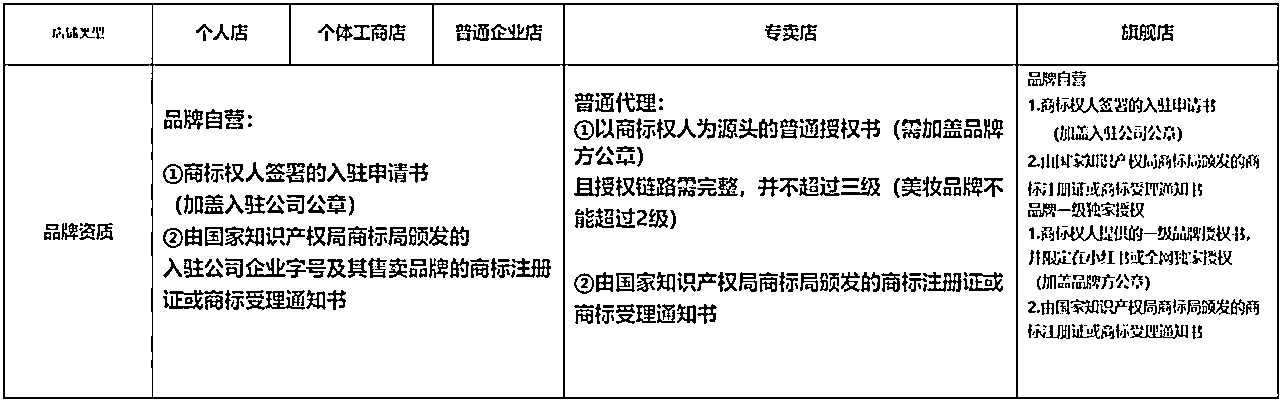 店铺类型
个人店
个体工商店
普通企业店
专卖店
旗舰店
品牌资质
品牌自营：
①商标权人签署的入驻申请书
（加盖入驻公司公章）
②由国家知识产权局商标局颁发的
入驻公司企业字号及其售卖品牌的商标注册
证或商标受理通知书
普通代理：
①以商标权人为源头的普通授权书（需加盖品牌
方公章）
且授权链路需完整，并不超过三级（美妆品牌不
能超过2级）
②由国家知识产权局商标局颁发的商标注册证或
商标受理通知书
品牌自营
1.商标权人签署的入驻申请书
（加盖入驻公司公章）
2.由国家知识产权局商标局颁发的商
标注册证或商标受理通知书
品牌一级独家授权
1.商标权人提供的一级品牌授权书，
并限定在小红书或全网独家授权
（加盖品牌方公章）
2.由国家知识产权局商标局颁发的商
标注册证或商标受理通知书